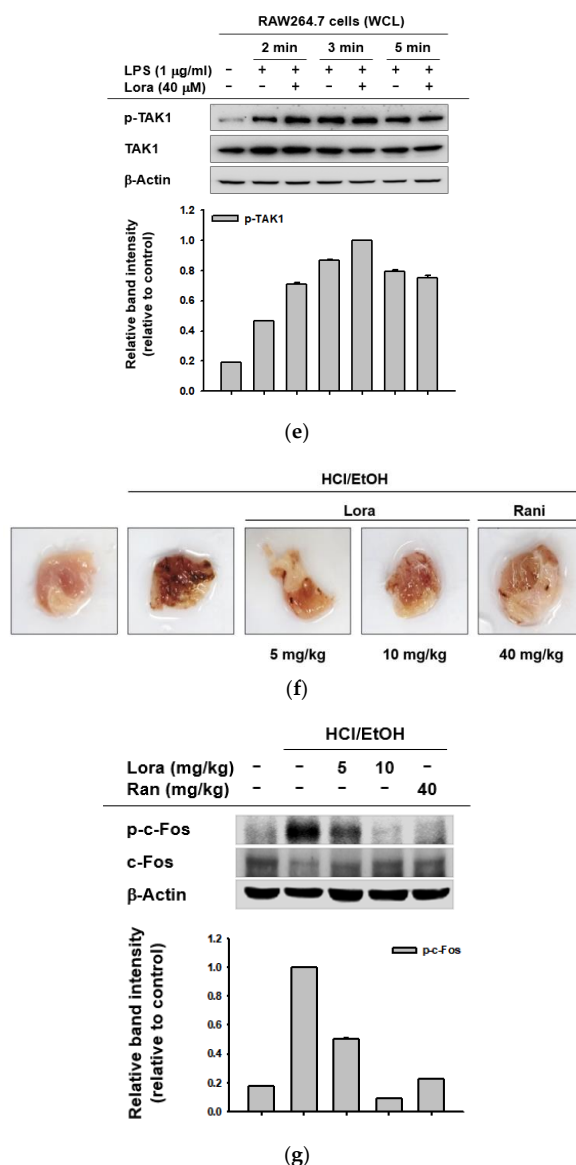 RAW264.7 cells (WCL)
2 min 3 min 5 min
LPS (1 μg/ml) – + + + + + +
Lora (40 μM) – – + – + – +
p-TAK1
TAK1
β-Actin
Relative band intensity
(relative to control)
1.2
1.0
0.8
0.6
0.4
0.2
0.0
p-TAK1
(e)
HCl/EtOH
Lora Rani
5 mg/kg 10 mg/kg 40 mg/kg
(f)
HCl/EtOH
Lora (mg/kg) – – 5 10 –
Ran (mg/kg) – – – – 40
p-c-Fos
c-Fos
β-Actin
Relative band intensity
(relative to control)
1.2
1.0
0.8
0.6
0.4
0.2
0.0
p-c-Fos
(g)